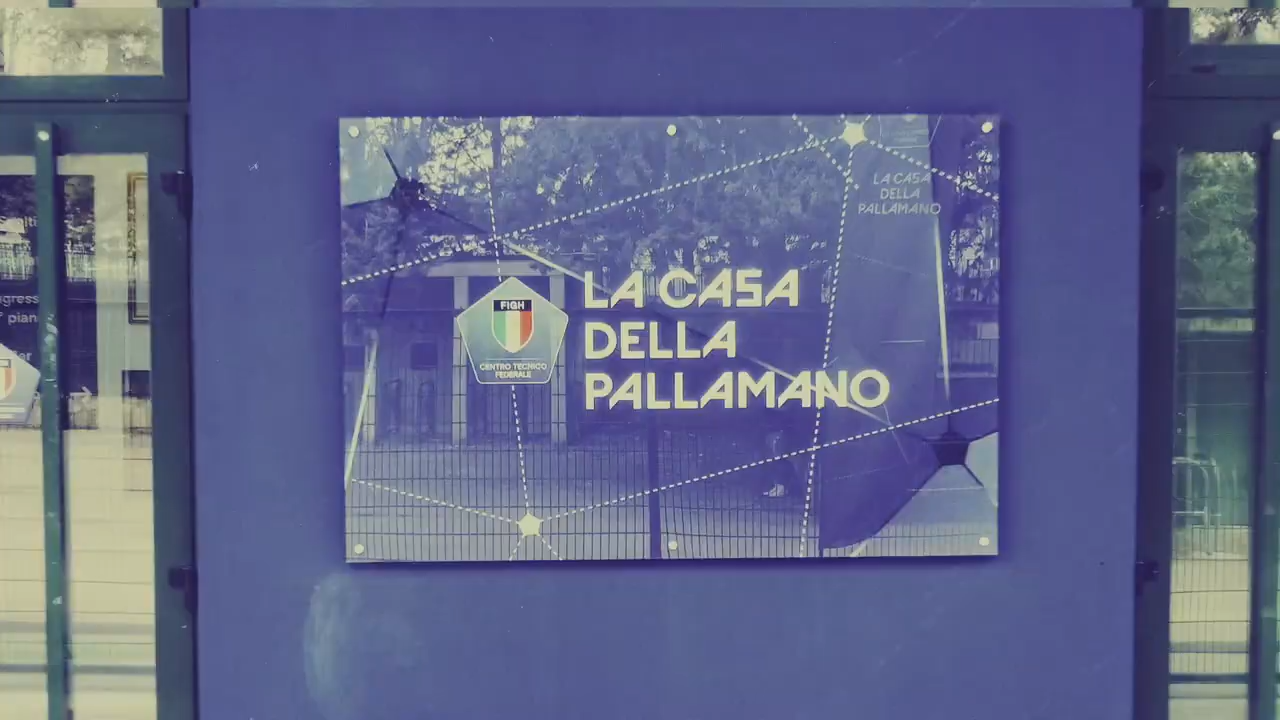 LA CASA
DELLA
PALLAMANO
FIGH
CENTRO TECNICO
FEDERALE
LA CASA
DELLA
PALLAMANO